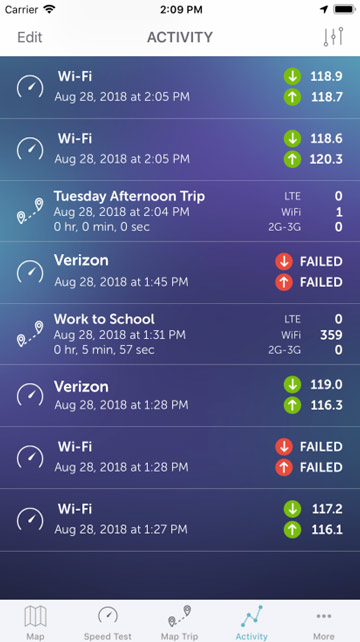 Carrier 2:09 PM
Edit ACTIVITY
Wi-Fi 118.9
Aug 28, 2018 at 2:05 PM 118.7
Wi-Fi 118.6
Aug 28, 2018 at 2:05 PM 120.3
Tuesday Afternoon Trip LTE 0
Aug 28, 2018 at 2:04 PM WiFi 1
0 hr, 0 min, 0 sec 2G-3G 0
Verizon FAILED
Aug 28, 2018 at 1:45 PM FAILED
Work to School LTE 0
Aug 28, 2018 at 1:31 PM WiFi 359
0 hr, 5 min, 57 sec 2G-3G 0
Verizon 119.0
Aug 28, 2018 at 1:28 PM 116.3
Wi-Fi FAILED
Aug 28, 2018 at 1:28 PM FAILED
Wi-Fi 117.2
Aug 28, 2018 at 1:27 PM 116.1
Map Speed Test Map Trip Activity More